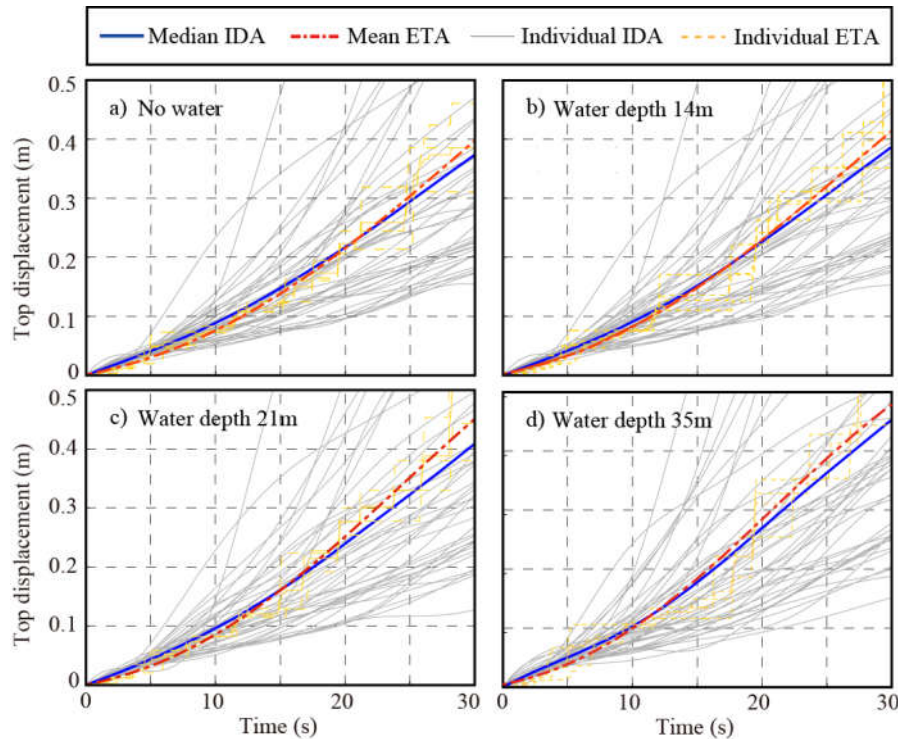 Median IDA Mean ETA Individual IDA Individual ETA
0.5
a) No water
b) Water depth 14m
0.4
0.3
0.2
0.1
0
Top displacement (m)
0.5
c) Water depth 21m
d) Water depth 35m
0.4
0.3
0.2
0.1
0
Top displacement (m)
0 10 20 30 0 10 20 30
Time (s) Time (s)